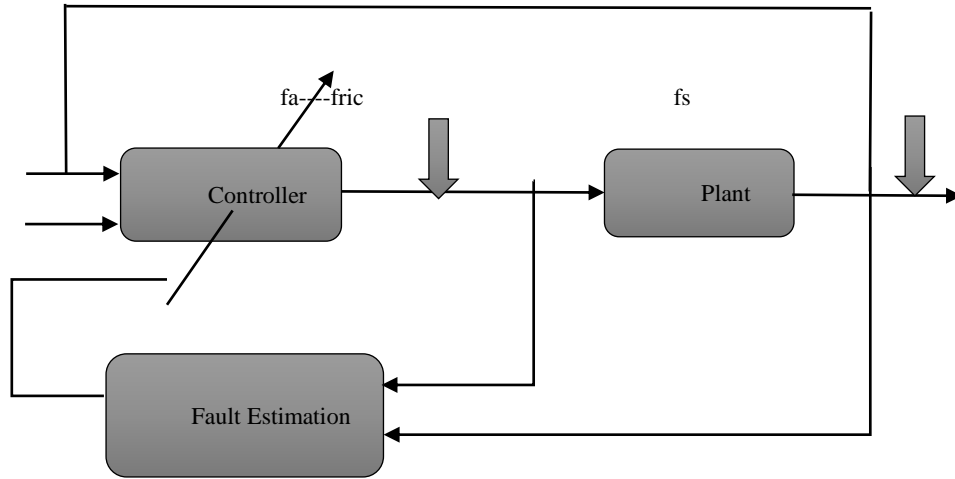 fa----fric
fs
Controller
Plant
Fault Estimation